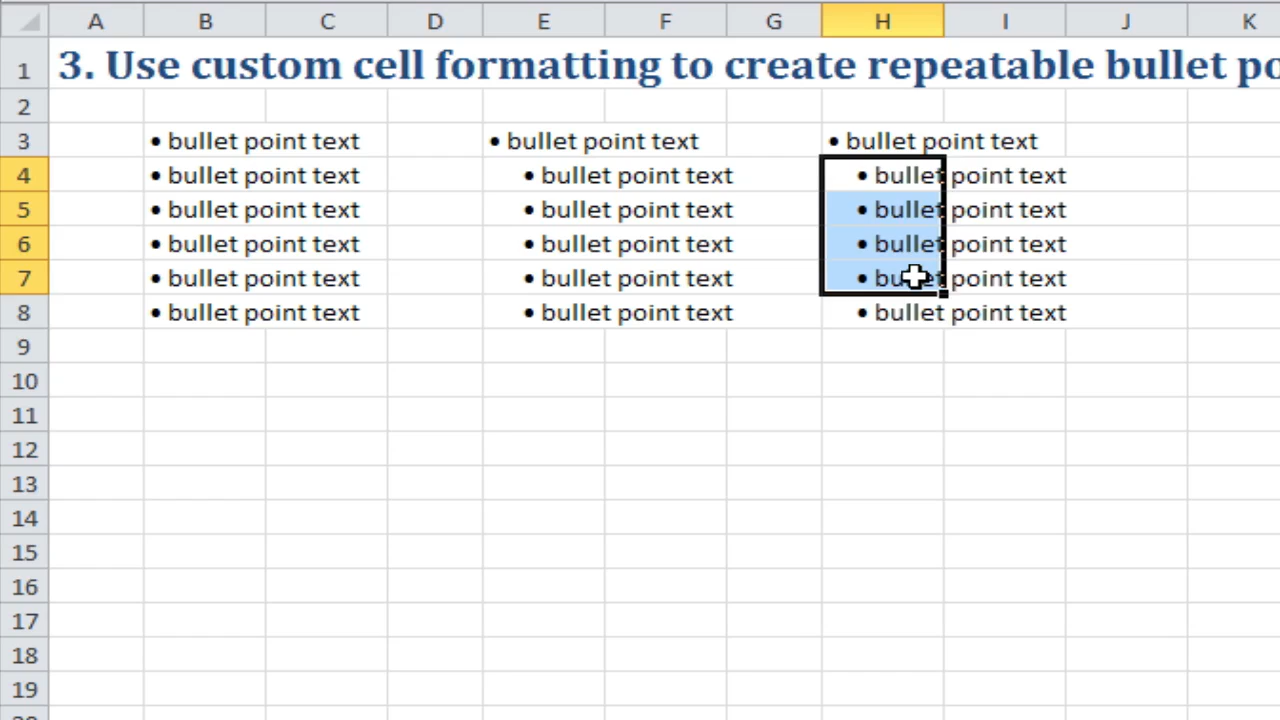 A B C D E F G H I J K
1 3. Use custom cell formatting to create repeatable bullet po
2
3 • bullet point text • bullet point text • bullet point text
4 • bullet point text • bullet point text • bullet point text
5 • bullet point text • bullet point text • bullet point text
6 • bullet point text • bullet point text • bullet point text
7 • bullet point text • bullet point text • bullet point text
8 • bullet point text • bullet point text • bullet point text
9
10
11
12
13
14
15
16
17
18
19